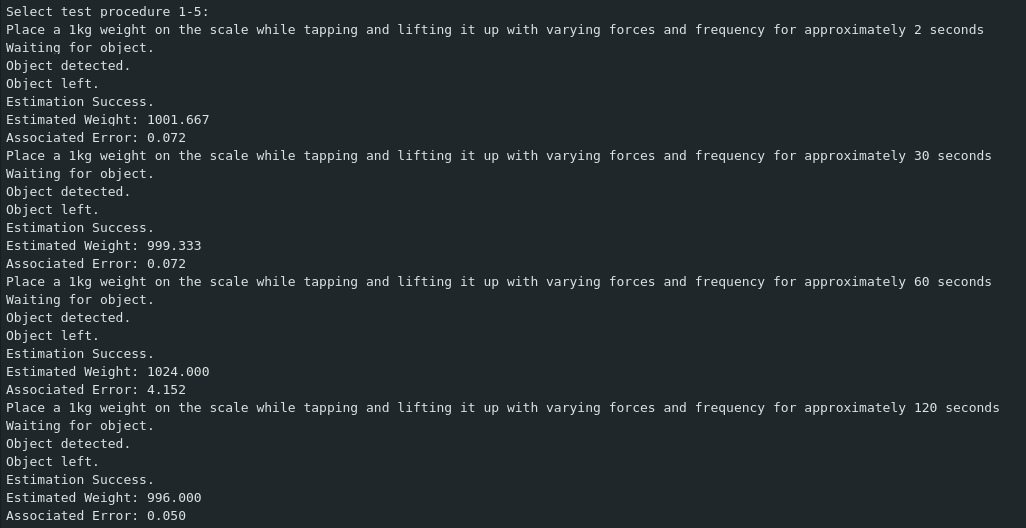 Select test procedure 1-5:
Place a 1kg weight on the scale while tapping and lifting it up with varying forces and frequency for approximately 2 seconds
Waiting for object.
Object detected.
Object left.
Estimation Success.
Estimated Weight: 1001.667
Associated Error: 0.072
Place a 1kg weight on the scale while tapping and lifting it up with varying forces and frequency for approximately 30 seconds
Waiting for object.
Object detected.
Object left.
Estimation Success.
Estimated Weight: 999.333
Associated Error: 0.072
Place a 1kg weight on the scale while tapping and lifting it up with varying forces and frequency for approximately 60 seconds
Waiting for object.
Object detected.
Object left.
Estimation Success.
Estimated Weight: 1024.000
Associated Error: 4.152
Place a 1kg weight on the scale while tapping and lifting it up with varying forces and frequency for approximately 120 seconds
Waiting for object.
Object detected.
Object left.
Estimation Success.
Estimated Weight: 996.000
Associated Error: 0.050